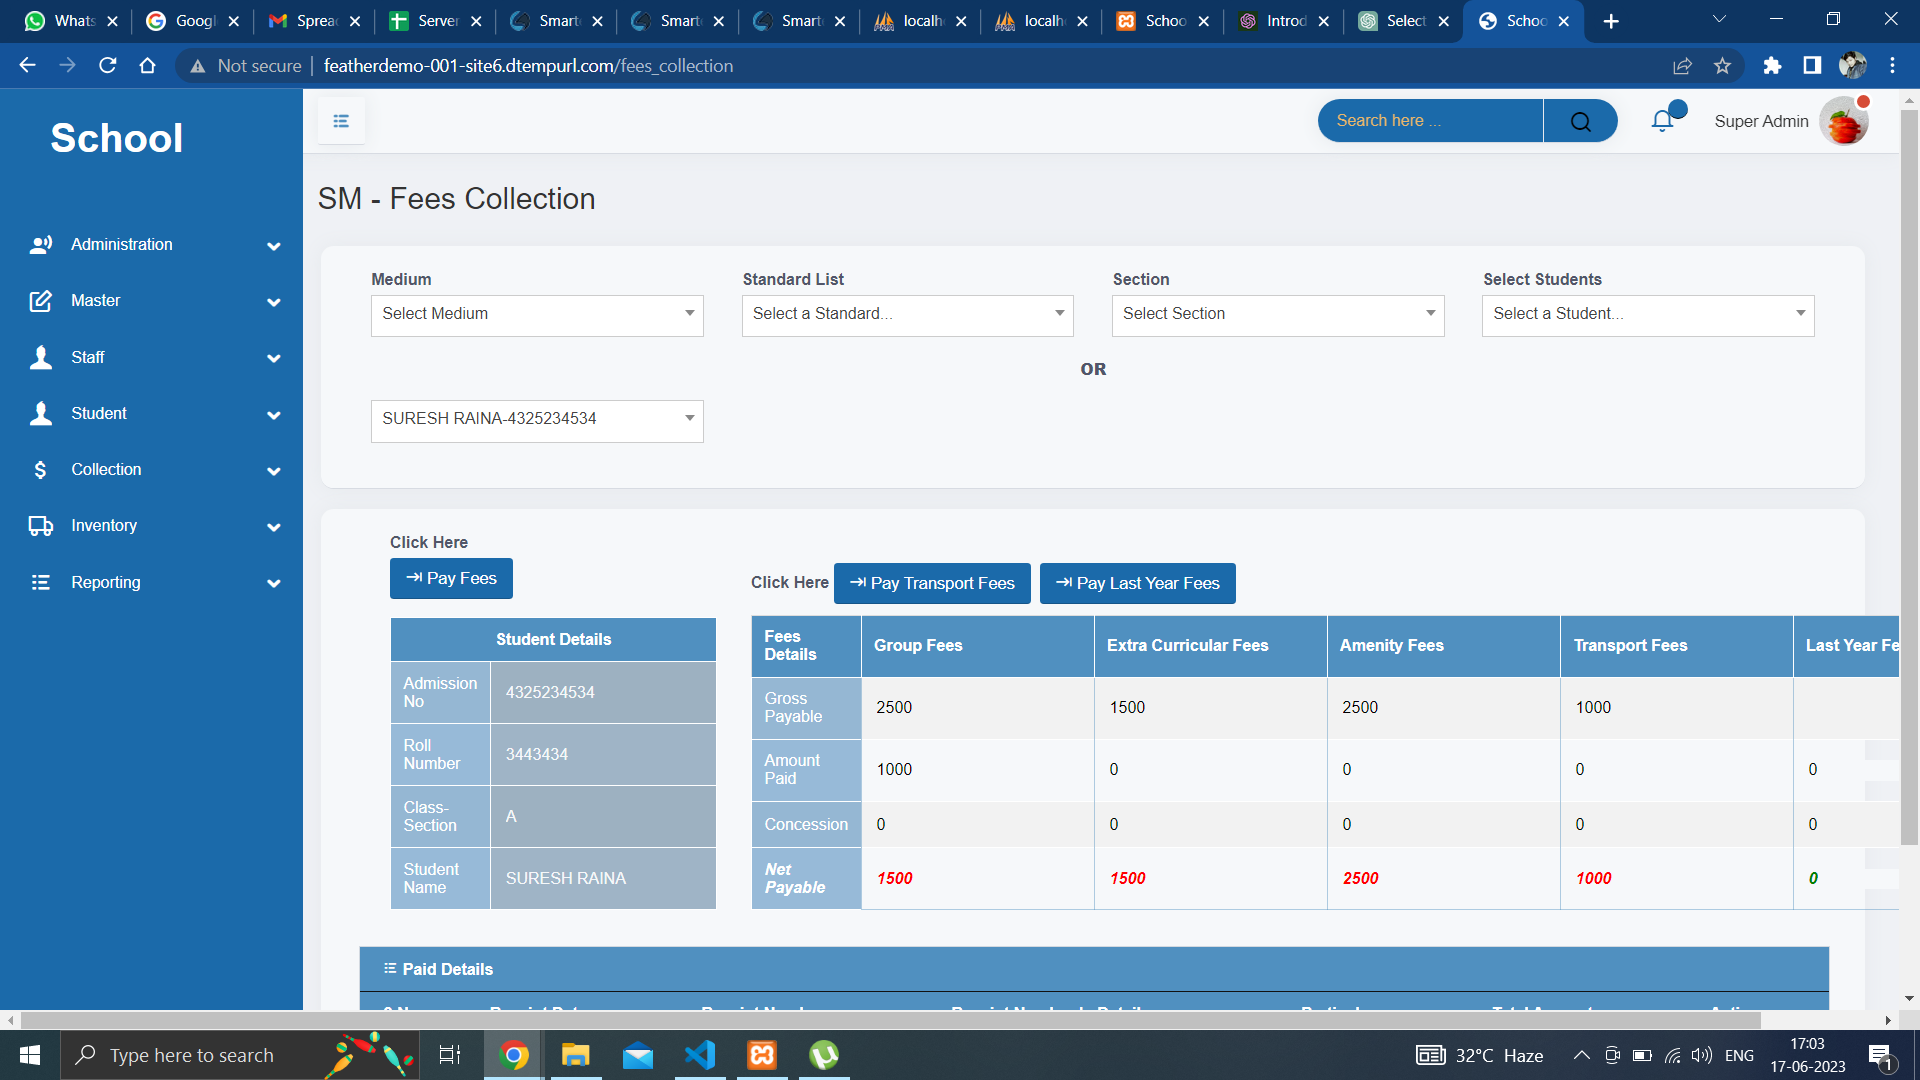 Whats
Googl
Sprea
Server
Smart
Smart
Smart
localh
localh
Schoo
Introd
Select
Schoo
Not secure
featherdemo-001-site6.dtempurl.com/fees_collection
School
Search here ...
Super Admin
Administration
Master
Staff
Student
Collection
Inventory
Reporting
SM - Fees Collection
Medium
Standard List
Section
Select Students
Select Medium
Select a Standard...
Select Section
Select a Student...
OR
SURESH RAINA-4325234534
Click Here
Pay Fees
Click Here
Pay Transport Fees
Pay Last Year Fees
Student Details
Admission No 4325234534
Roll Number 3443434
Class-Section A
Student Name SURESH RAINA
Fees Details Group Fees Extra Curricular Fees Amenity Fees Transport Fees Last Year Fe
Gross Payable 2500 1500 2500 1000
Amount Paid 1000 0 0 0 0
Concession 0 0 0 0 0
Net Payable 1500 1500 2500 1000 0
Paid Details
Type here to search
32°C Haze
ENG
17:03
17-06-2023
1